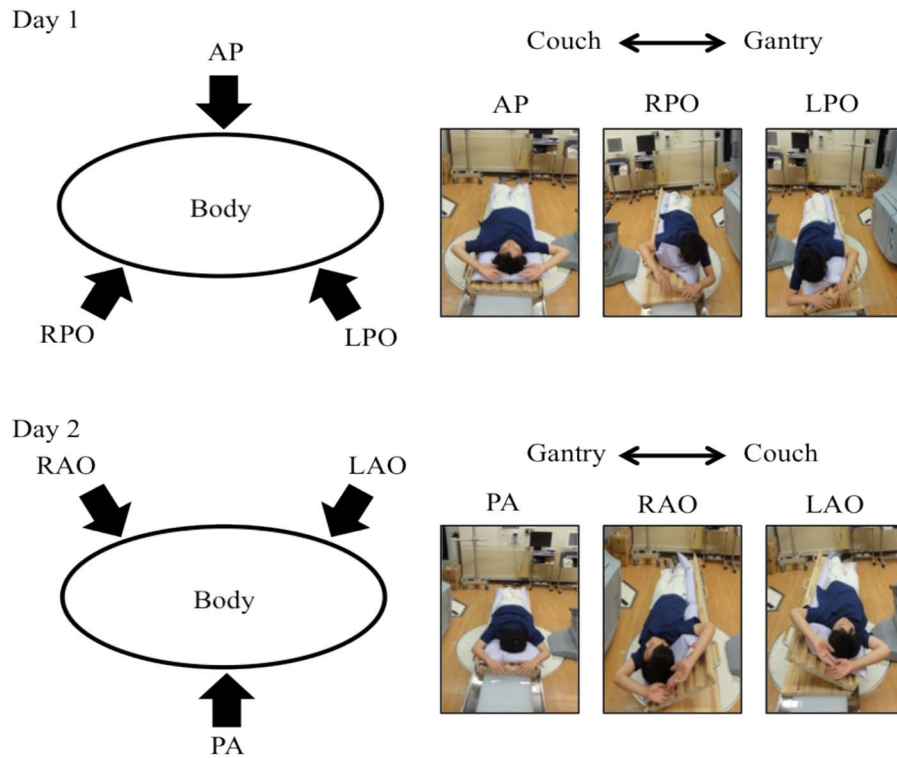 Day 1
AP
Body
RPO
LPO
Couch Gantry
AP RPO LPO
Day 2
RAO LAO
Body
PA
Gantry Couch
PA RAO LAO